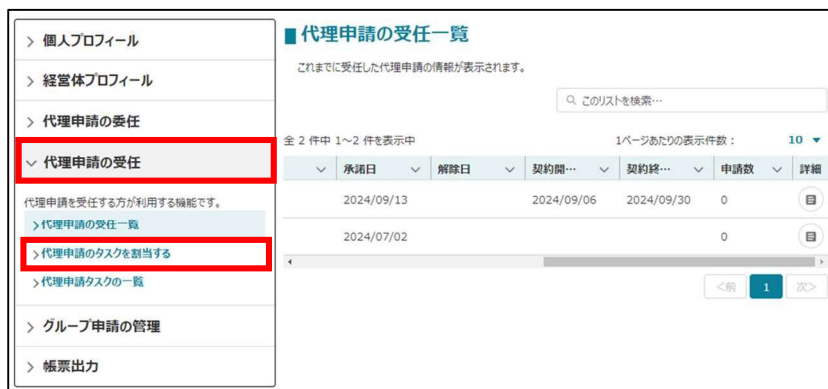 > 個人プロフィール
> 経営体プロフィール
> 代理申請の委任
代理申請の受任
代理申請を受任する方が利用する機能です。
>代理申請の受任一覧
>代理申請のタスクを割当する
>代理申請タスクの一覧
> グループ申請の管理
> 帳票出力
■代理申請の受任一覧
これまでに受任した代理申請の情報が表示されます。
このリストを検索…
全 2 件中 1～2 件を表示中 1ページあたりの表示件数： 10
承諾日 解除日 契約開… 契約終… 申請数 詳細
2024/09/13 2024/09/06 2024/09/30 0
2024/07/02 0
<前 1 次>